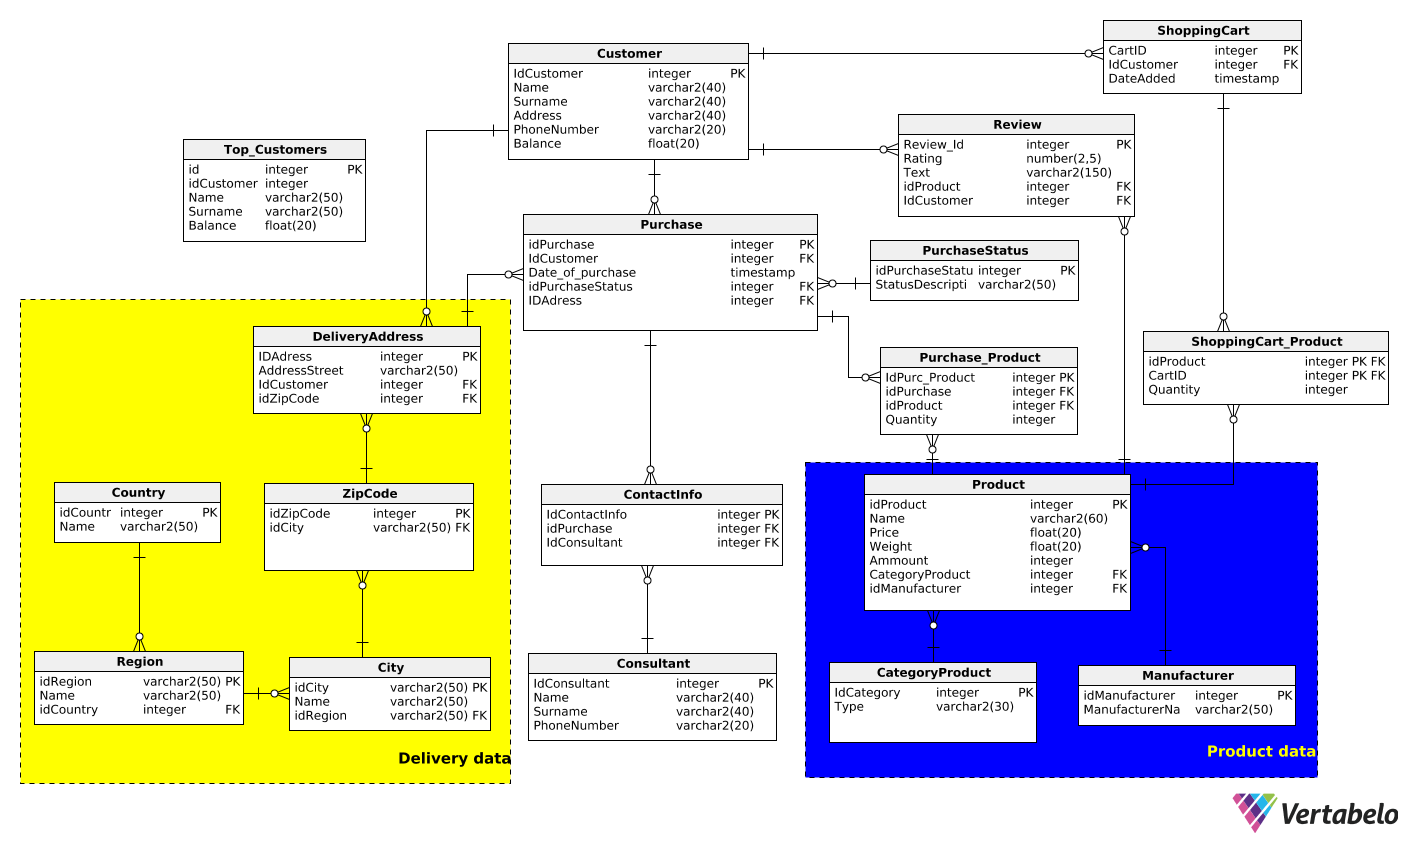 ShoppingCart
CartID integer PK
IdCustomer integer FK
DateAdded timestamp
Customer
IdCustomer integer PK
Name varchar2(40)
Surname varchar2(40)
Address varchar2(40)
PhoneNumber varchar2(20)
Balance float(20)
Review
Review_Id integer PK
Rating number(2,5)
Text varchar2(150)
idProduct integer FK
IdCustomer integer FK
Top_Customers
id integer PK
idCustomer integer
Name varchar2(50)
Surname varchar2(50)
Balance float(20)
Purchase
idPurchase integer PK
IdCustomer integer FK
Date_of_purchase timestamp
idPurchaseStatus integer FK
IDAdress integer FK
PurchaseStatus
idPurchaseStatu integer PK
StatusDescripti varchar2(50)
DeliveryAddress
IDAdress integer PK
AddressStreet varchar2(50)
IdCustomer integer FK
idZipCode integer FK
Purchase_Product
IdPurc_Product integer PK
idPurchase integer FK
idProduct integer FK
Quantity integer
ShoppingCart_Product
idProduct integer PK FK
CartID integer PK FK
Quantity integer
Country
idCountr integer PK
Name varchar2(50)
ZipCode
idZipCode integer PK
idCity varchar2(50) FK
ContactInfo
IdContactInfo integer PK
idPurchase integer FK
IdConsultant integer FK
Product
idProduct integer PK
Name varchar2(60)
Price float(20)
Weight float(20)
Ammount integer
CategoryProduct integer FK
idManufacturer integer FK
Region
idRegion varchar2(50) PK
Name varchar2(50)
idCountry integer FK
City
idCity varchar2(50) PK
Name varchar2(50)
idRegion varchar2(50) FK
Consultant
IdConsultant integer PK
Name varchar2(40)
Surname varchar2(40)
PhoneNumber varchar2(20)
CategoryProduct
IdCategory integer PK
Type varchar2(30)
Manufacturer
idManufacturer integer PK
ManufacturerNa varchar2(50)
Delivery data
Product data
Vertabelo